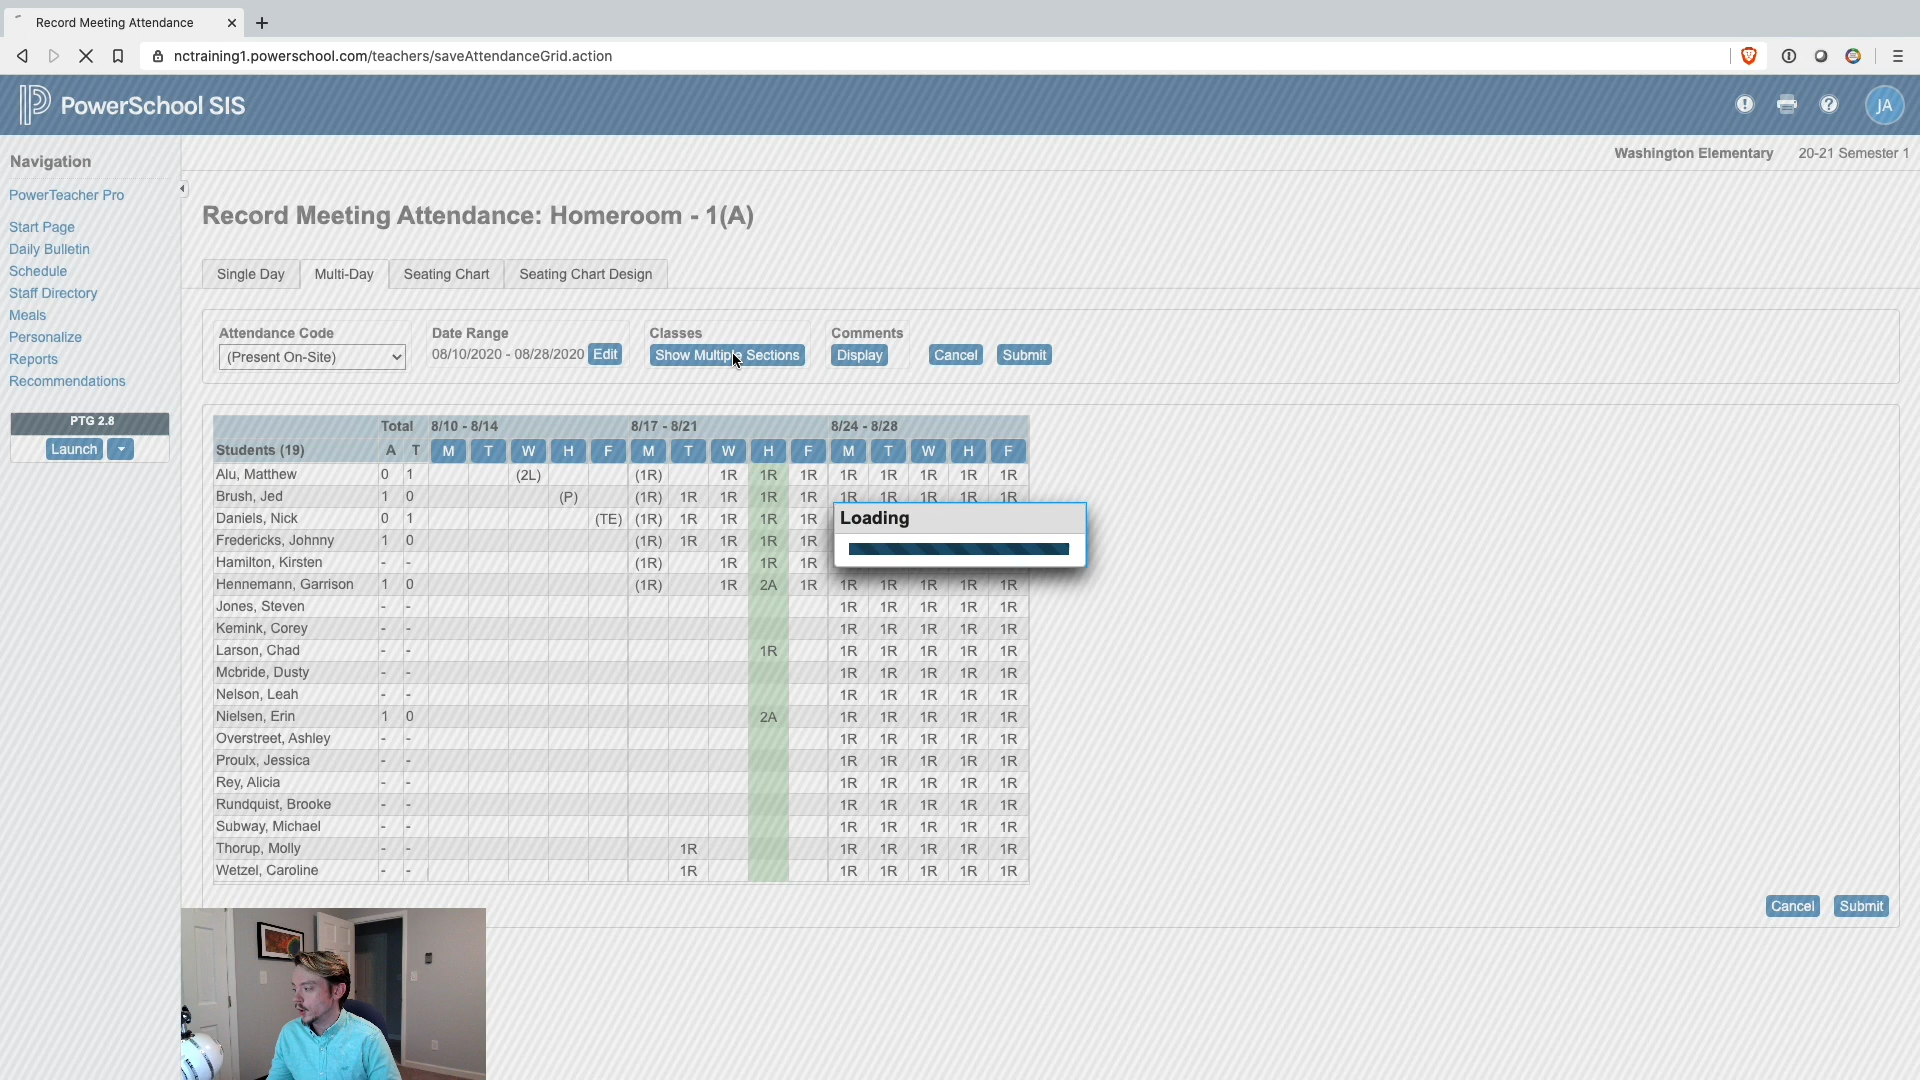 Record Meeting Attendance
nctraining1.powerschool.com/teachers/saveAttendanceGrid.action
PowerSchool SIS
JA
Washington Elementary 20-21 Semester 1
Navigation
PowerTeacher Pro
Start Page
Daily Bulletin
Schedule
Staff Directory
Meals
Personalize
Reports
Recommendations
PTG 2.8
Launch
Record Meeting Attendance: Homeroom - 1(A)
Single Day Multi-Day Seating Chart Seating Chart Design
Attendance Code Date Range Classes Comments
(Present On-Site) 08/10/2020 - 08/28/2020 Edit Show Multiple Sections Display Cancel Submit
Total 8/10 - 8/14 8/17 - 8/21 8/24 - 8/28
Students (19) A T M T W H F M T W H F M T W H F
Alu, Matthew 0 1 (2L) (1R) 1R 1R 1R 1R 1R 1R 1R 1R
Brush, Jed 1 0 (P) (1R) 1R 1R 1R 1R 1R 1R 1R 1R 1R
Daniels, Nick 0 1 (TE) (1R) 1R 1R 1R 1R
Fredericks, Johnny 1 0 (1R) 1R 1R 1R 1R
Hamilton, Kirsten - - (1R) 1R 1R 1R
Hennemann, Garrison 1 0 (1R) 1R 2A 1R 1R 1R 1R 1R 1R
Jones, Steven - - 1R 1R 1R 1R 1R
Kemink, Corey - - 1R 1R 1R 1R 1R
Larson, Chad - - 1R 1R 1R 1R 1R 1R
Mcbride, Dusty - - 1R 1R 1R 1R 1R
Nelson, Leah - - 1R 1R 1R 1R 1R
Nielsen, Erin 1 0 2A 1R 1R 1R 1R 1R
Overstreet, Ashley - - 1R 1R 1R 1R 1R
Proulx, Jessica - - 1R 1R 1R 1R 1R
Rey, Alicia - - 1R 1R 1R 1R 1R
Rundquist, Brooke - - 1R 1R 1R 1R 1R
Subway, Michael - - 1R 1R 1R 1R 1R
Thorup, Molly - - 1R 1R 1R 1R 1R 1R
Wetzel, Caroline - - 1R 1R 1R 1R 1R 1R
Loading
Cancel Submit